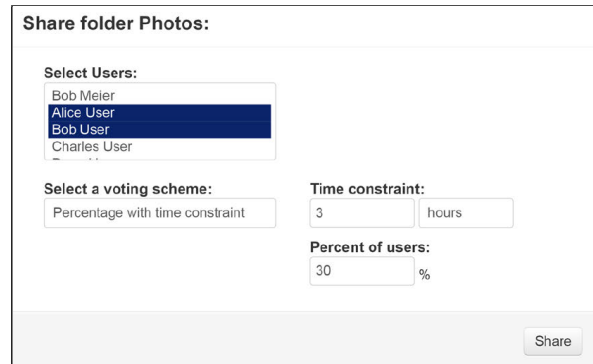 Share folder Photos:
Select Users:
Bob Meier
Alice User
Bob User
Charles User
Select a voting scheme:
Percentage with time constraint
Time constraint:
3 hours
Percent of users:
30 %
Share